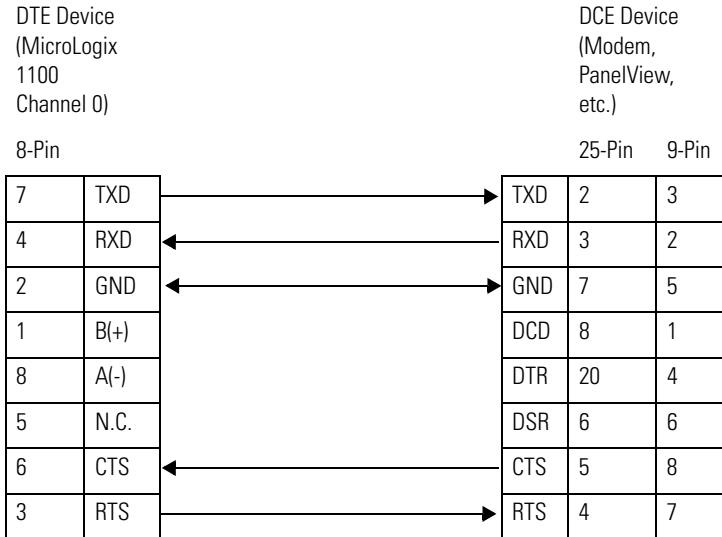 DTE Device
(MicroLogix
1100
Channel 0)
DCE Device
(Modem,
PanelView,
etc.)
8-Pin
25-Pin 9-Pin
7 TXD TXD 2 3
4 RXD RXD 3 2
2 GND GND 7 5
1 B(+) DCD 8 1
8 A(-) DTR 20 4
5 N.C. DSR 6 6
6 CTS CTS 5 8
3 RTS RTS 4 7